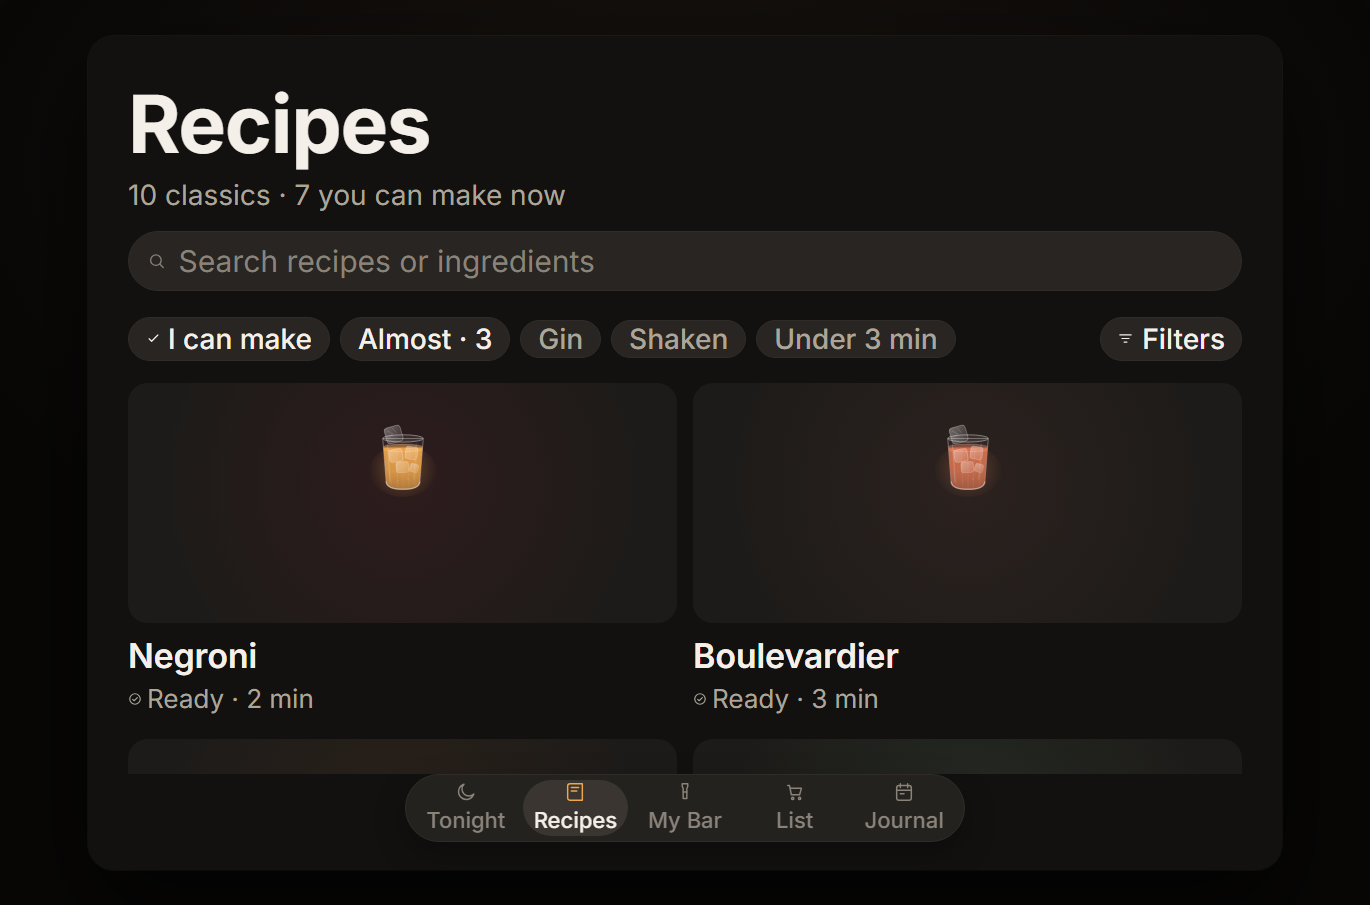 Recipes
10 classics · 7 you can make now
Search recipes or ingredients
I can make Almost · 3 Gin Shaken Under 3 min Filters
Negroni Boulevardier
Ready · 2 min Ready · 3 min
Tonight Recipes My Bar List Journal